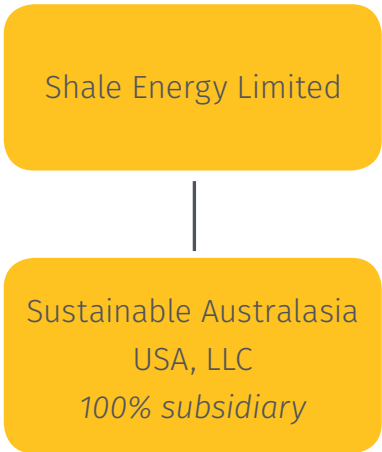 Shale Energy Limited
Sustainable Australasia
USA, LLC
100% subsidiary